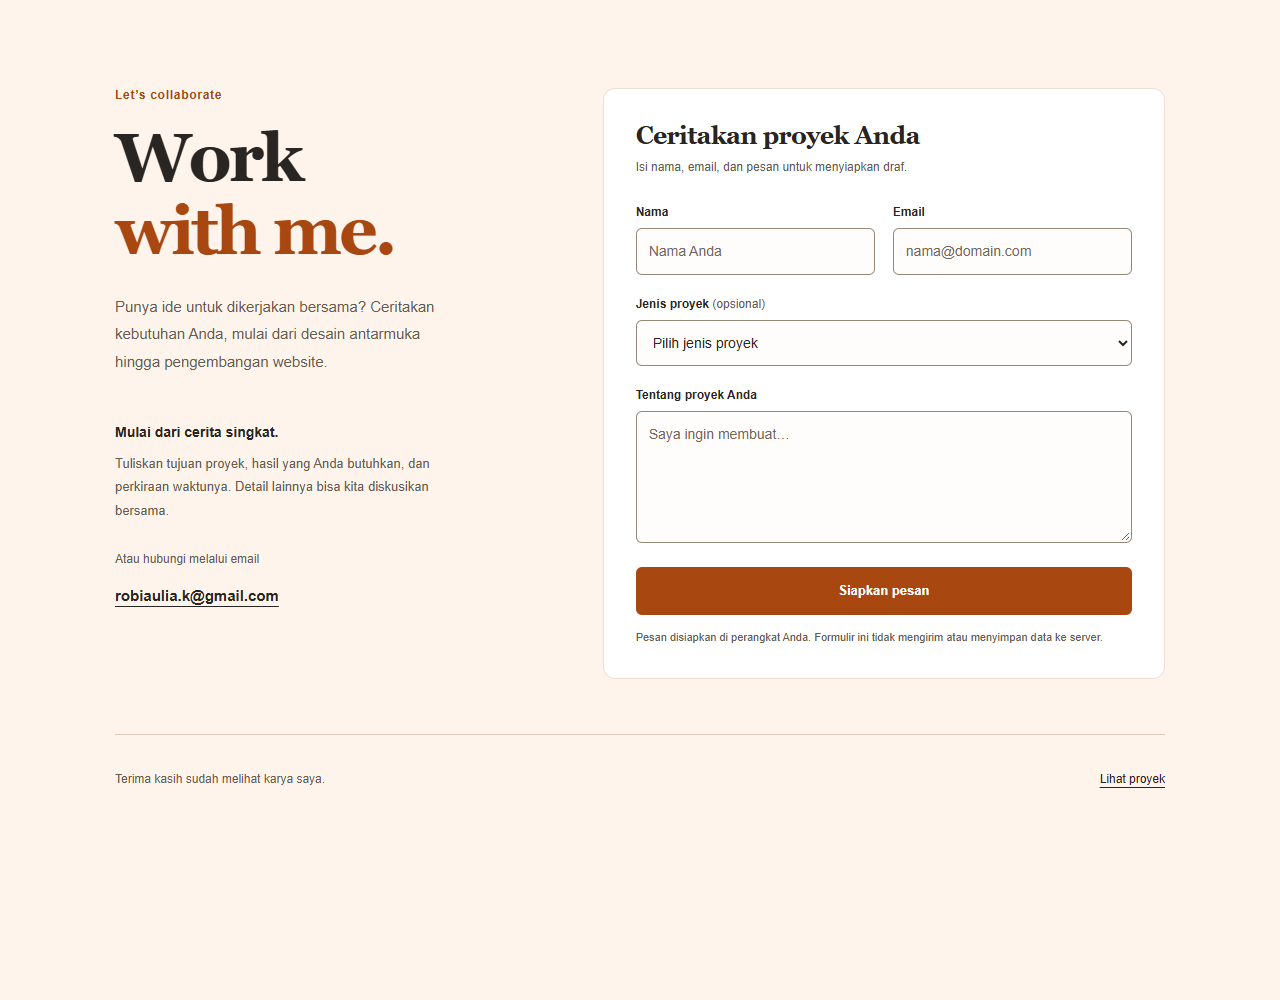 Let’s collaborate
Work
with me.
Punya ide untuk dikerjakan bersama? Ceritakan
kebutuhan Anda, mulai dari desain antarmuka
hingga pengembangan website.
Mulai dari cerita singkat.
Tuliskan tujuan proyek, hasil yang Anda butuhkan, dan
perkiraan waktunya. Detail lainnya bisa kita diskusikan
bersama.
Atau hubungi melalui email
robiaulia.k@gmail.com
Ceritakan proyek Anda
Isi nama, email, dan pesan untuk menyiapkan draf.
Nama
Email
Nama Anda
nama@domain.com
Jenis proyek (opsional)
Pilih jenis proyek
Tentang proyek Anda
Saya ingin membuat…
Siapkan pesan
Pesan disiapkan di perangkat Anda. Formulir ini tidak mengirim atau menyimpan data ke server.
Terima kasih sudah melihat karya saya.
Lihat proyek